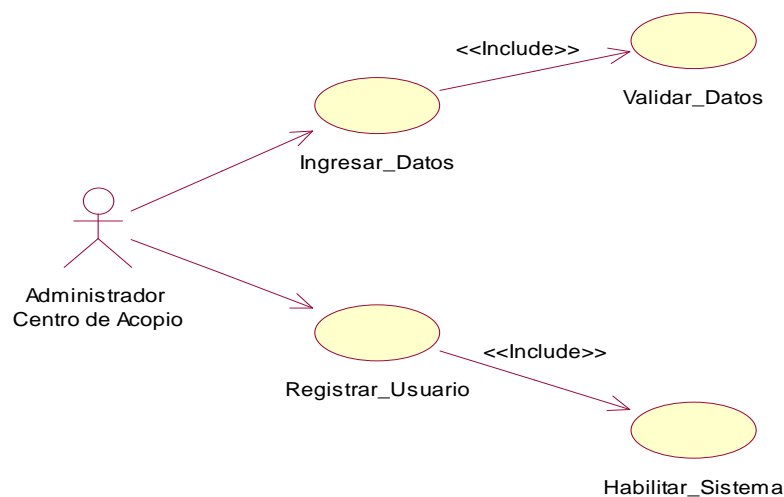 <<Include>>
Validar_Datos
Ingresar_Datos
Administrador
Centro de Acopio
<<Include>>
Registrar_Usuario
Habilitar_Sistema